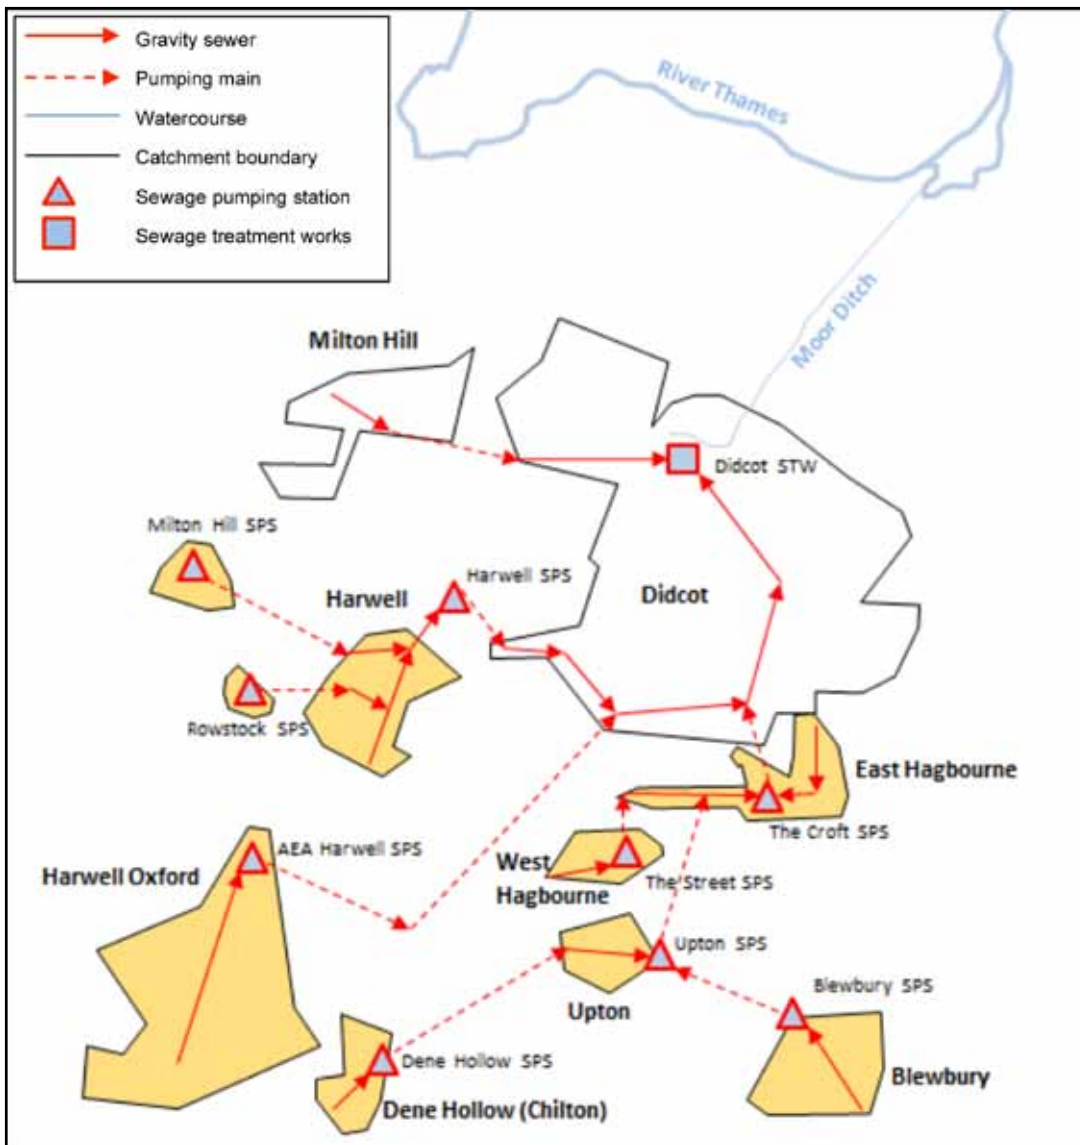 Gravity sewer
Pumping main
Watercourse
Catchment boundary
Sewage pumping station
Sewage treatment works
River Thames
Moor Ditch
Milton Hill
Didcot STW
Milton Hill SPS
Harwell SPS
Harwell
Didcot
Rowstock SPS
East Hagbourne
The Croft SPS
AEA Harwell SPS
Harwell Oxford
West
Hagbourne
The Street SPS
Upton SPS
Upton
Blewbury SPS
Dene Hollow SPS
Blewbury
Dene Hollow (Chilton)